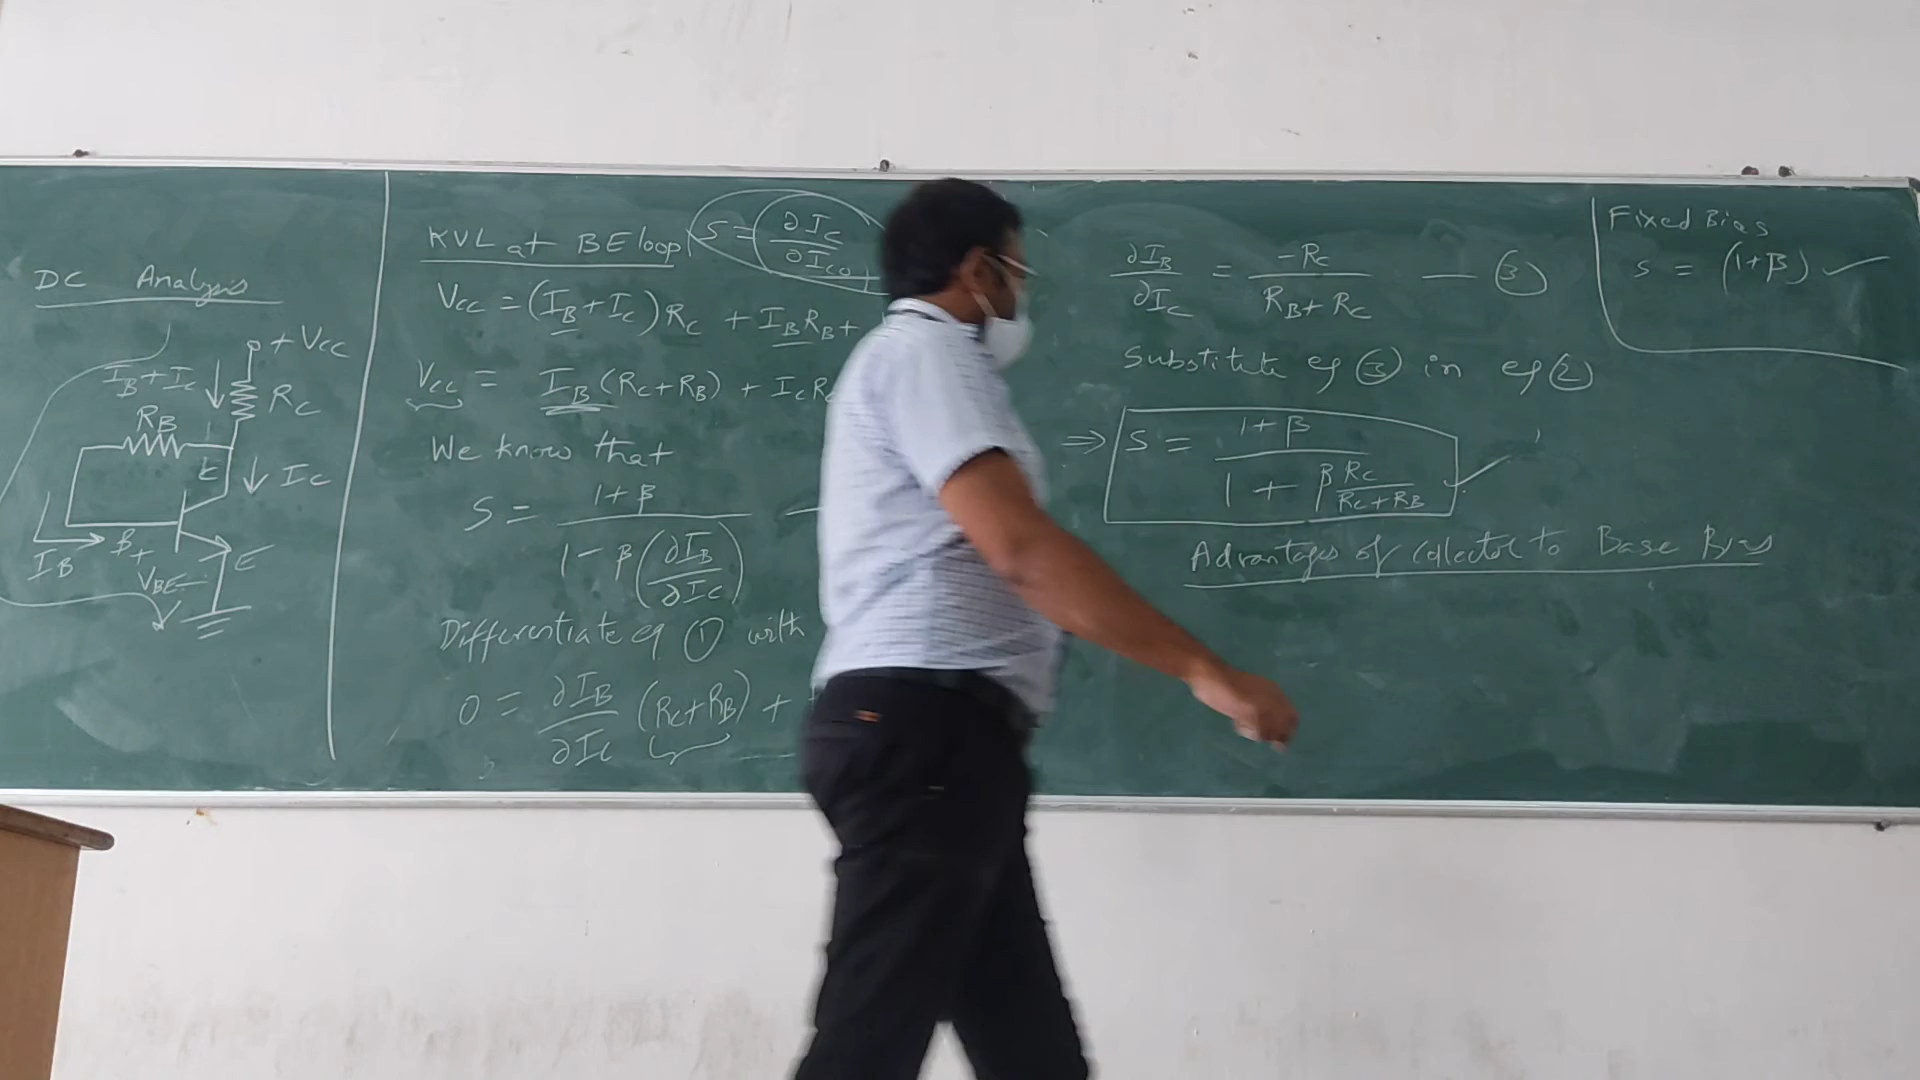 DC Analysis
+ VCC
IB+IC
RC
RB
C
IC
IB
B
+
VBE
-
E
KVL at BE loop
S = ∂IC/∂ICO
VCC = (IB+IC)RC + IBRB +
VCC = IB(RC+RB) + ICRC
We know that
S = (1+β)/(1-β(∂IB/∂IC))
Differentiate eq ① with
0 = ∂IB/∂IC (RC+RB) +
∂IB/∂IC = -RC/(RB+RC) — ③
Substitute eq ③ in eq ②
⇒ S = (1+β)/(1+β RC/(RC+RB))
Advantages of Collector to Base Bias
Fixed Bias
S = (1+β)